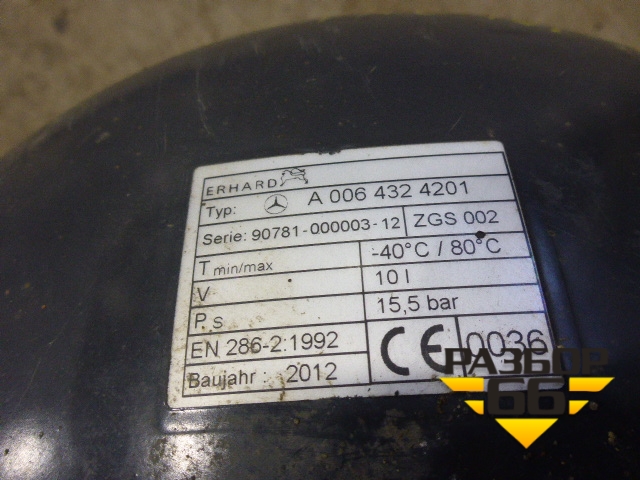 ERHARD
Typ: A 006 432 4201
Serie: 90781-000003-12 ZGS 002
T min/max -40°C / 80°C
V 10 l
P.S 15,5 bar
EN 286-2:1992 CE 0036
Baujahr: 2012
РАЗБОР
66